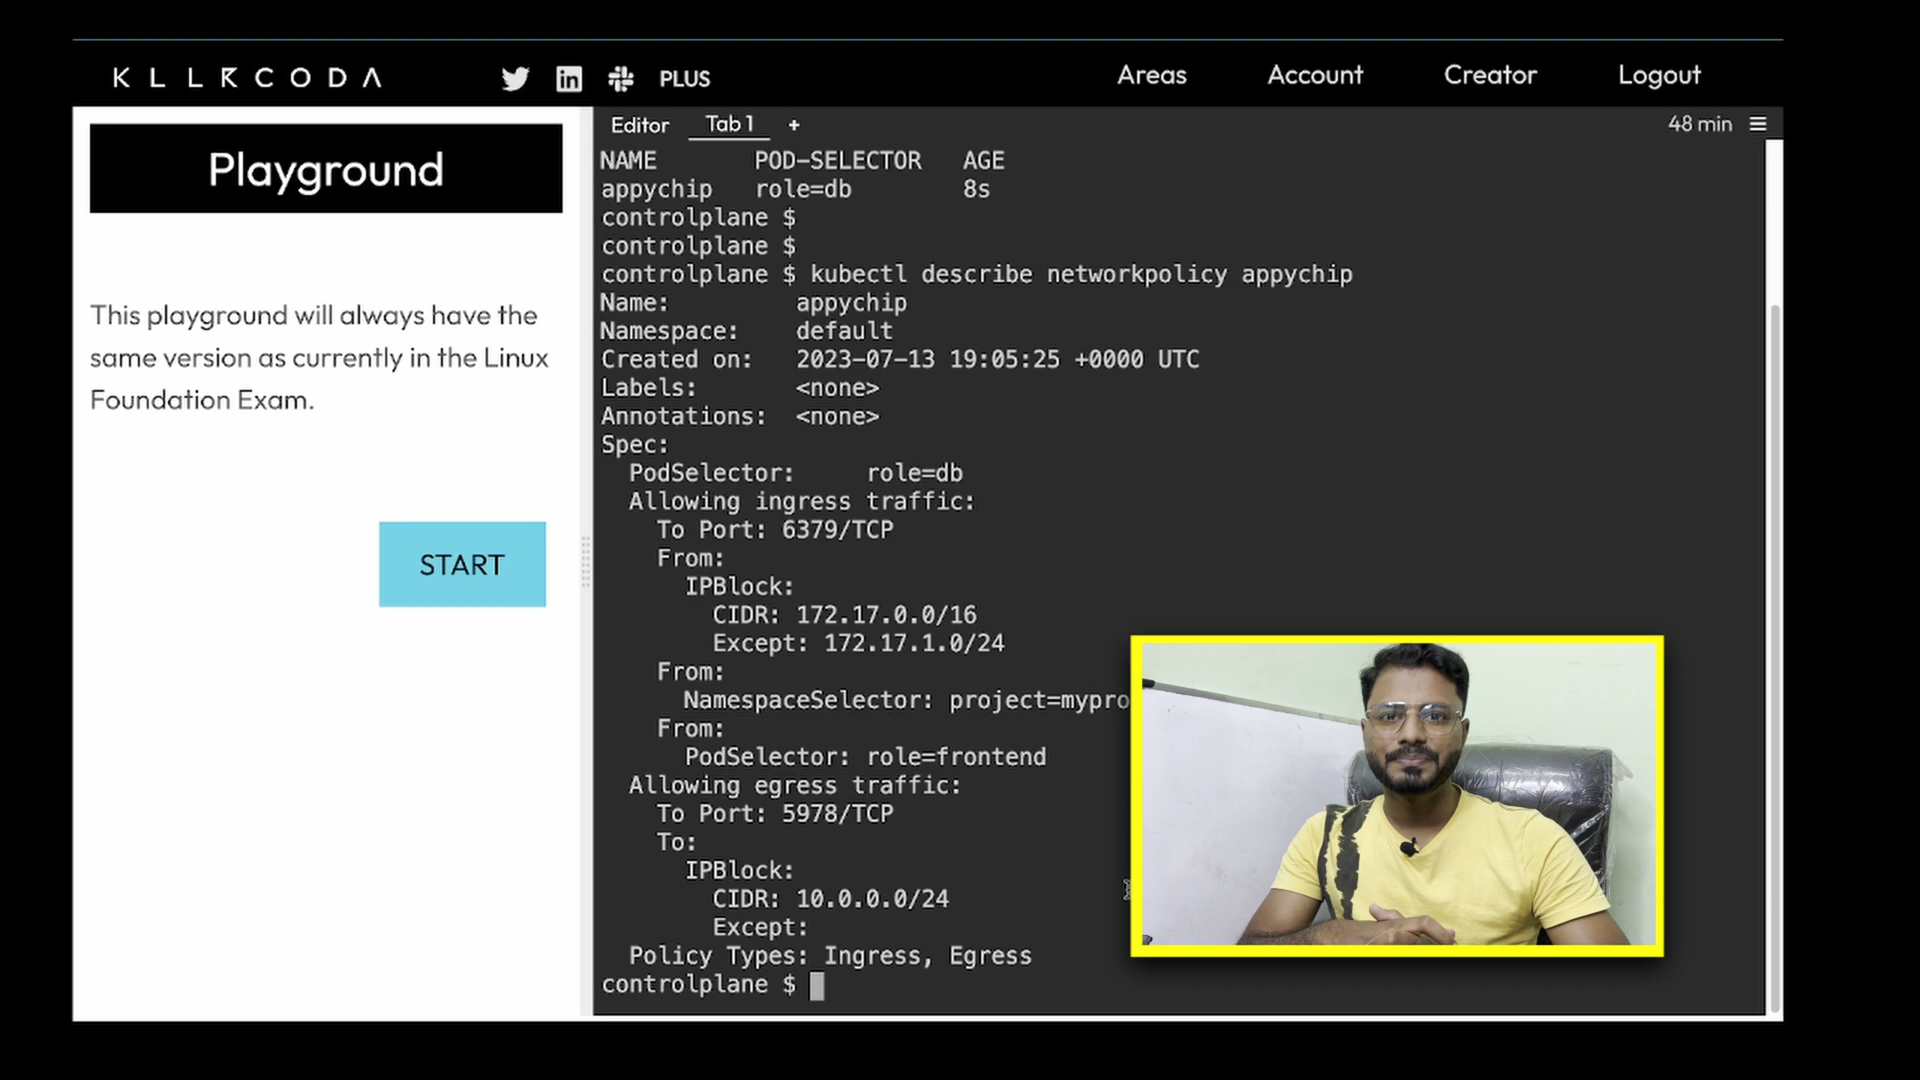 KLLRCODA PLUS Areas Account Creator Logout
Playground
This playground will always have the
same version as currently in the Linux
Foundation Exam.
START
Editor Tab 1 + 48 min
NAME POD-SELECTOR AGE
appychip role=db 8s
controlplane $
controlplane $
controlplane $ kubectl describe networkpolicy appychip
Name: appychip
Namespace: default
Created on: 2023-07-13 19:05:25 +0000 UTC
Labels: <none>
Annotations: <none>
Spec:
PodSelector: role=db
Allowing ingress traffic:
To Port: 6379/TCP
From:
IPBlock:
CIDR: 172.17.0.0/16
Except: 172.17.1.0/24
From:
NamespaceSelector: project=mypro
From:
PodSelector: role=frontend
Allowing egress traffic:
To Port: 5978/TCP
To:
IPBlock:
CIDR: 10.0.0.0/24
Except:
Policy Types: Ingress, Egress
controlplane $